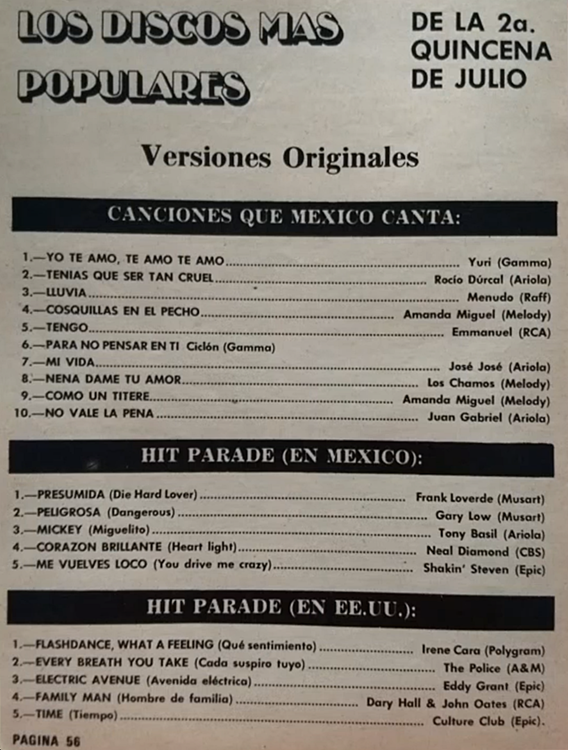 LOS DISCOS MAS
POPULARES
DE LA 2a.
QUINCENA
DE JULIO
Versiones Originales
CANCIONES QUE MEXICO CANTA:
1.—YO TE AMO, TE AMO TE AMO........Yuri (Gamma)
2.—TENIAS QUE SER TAN CRUEL........Rocío Dúrcal (Ariola)
3.—LLUVIA........Menudo (Raff)
4.—COSQUILLAS EN EL PECHO........Amanda Miguel (Melody)
5.—TENGO........Emmanuel (RCA)
6.—PARA NO PENSAR EN TI Ciclón (Gamma)
7.—MI VIDA........José José (Ariola)
8.—NENA DAME TU AMOR........Los Chamos (Melody)
9.—COMO UN TITERE........Amanda Miguel (Melody)
10.—NO VALE LA PENA........Juan Gabriel (Ariola)
HIT PARADE (EN MEXICO):
1.—PRESUMIDA (Die Hard Lover)........Frank Loverde (Musart)
2.—PELIGROSA (Dangerous)........Gary Low (Musart)
3.—MICKEY (Miguelito)........Tony Basil (Ariola)
4.—CORAZON BRILLANTE (Heart light)........Neal Diamond (CBS)
5.—ME VUELVES LOCO (You drive me crazy)........Shakin' Steven (Epic)
HIT PARADE (EN EE.UU.):
1.—FLASHDANCE, WHAT A FEELING (Qué sentimiento)........Irene Cara (Polygram)
2.—EVERY BREATH YOU TAKE (Cada suspiro tuyo)........The Police (A&M)
3.—ELECTRIC AVENUE (Avenida eléctrica)........Eddy Grant (Epic)
4.—FAMILY MAN (Hombre de familia)........Dary Hall & John Oates (RCA)
5.—TIME (Tiempo)........Culture Club (Epic).
PAGINA 56